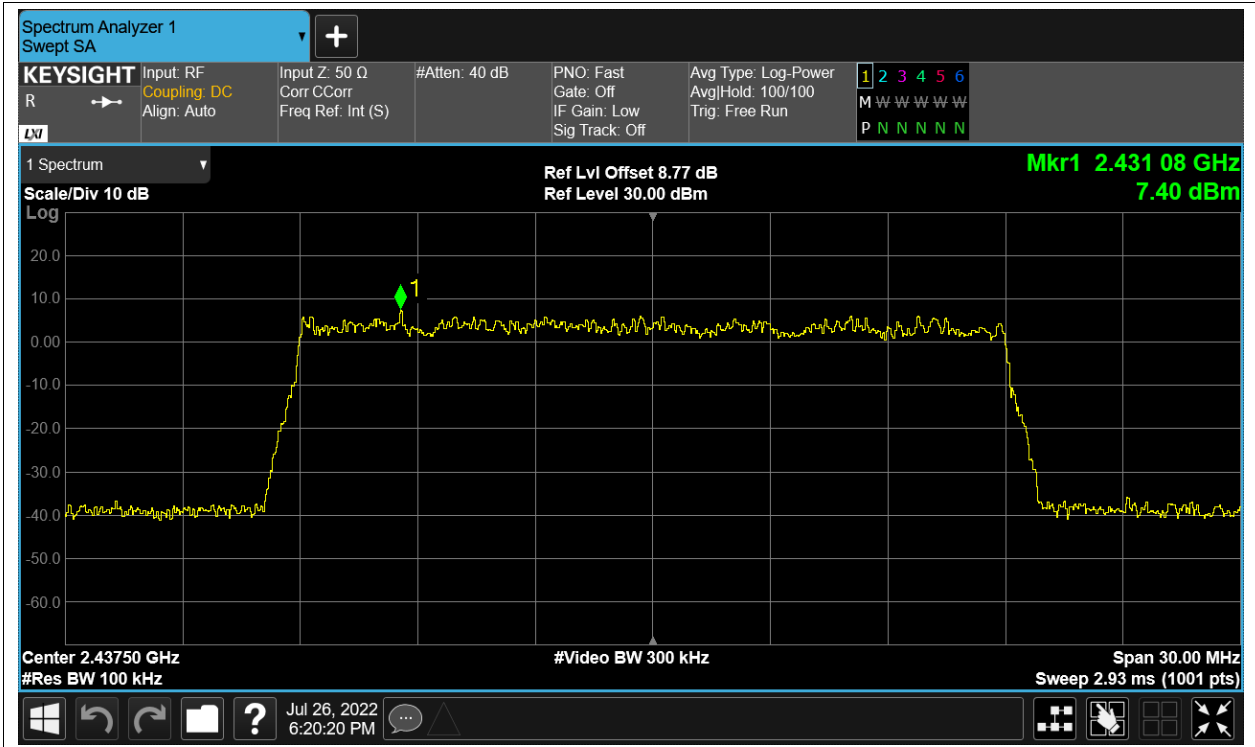 Spectrum Analyzer 1
Swept SA
KEYSIGHT
R
LXI
Input: RF
Coupling: DC
Align: Auto
Input Z: 50 Ω
Corr CCorr
Freq Ref: Int (S)
#Atten: 40 dB
PNO: Fast
Gate: Off
IF Gain: Low
Sig Track: Off
Avg Type: Log-Power
Avg|Hold: 100/100
Trig: Free Run
1 2 3 4 5 6
M W W W W W
P N N N N N
1 Spectrum
Scale/Div 10 dB
Log
Ref Lvl Offset 8.77 dB
Ref Level 30.00 dBm
Mkr1 2.431 08 GHz
7.40 dBm
1
20.0
10.0
0.00
-10.0
-20.0
-30.0
-40.0
-50.0
-60.0
Center 2.43750 GHz
#Res BW 100 kHz
#Video BW 300 kHz
Span 30.00 MHz
Sweep 2.93 ms (1001 pts)
?
Jul 26, 2022
6:20:20 PM